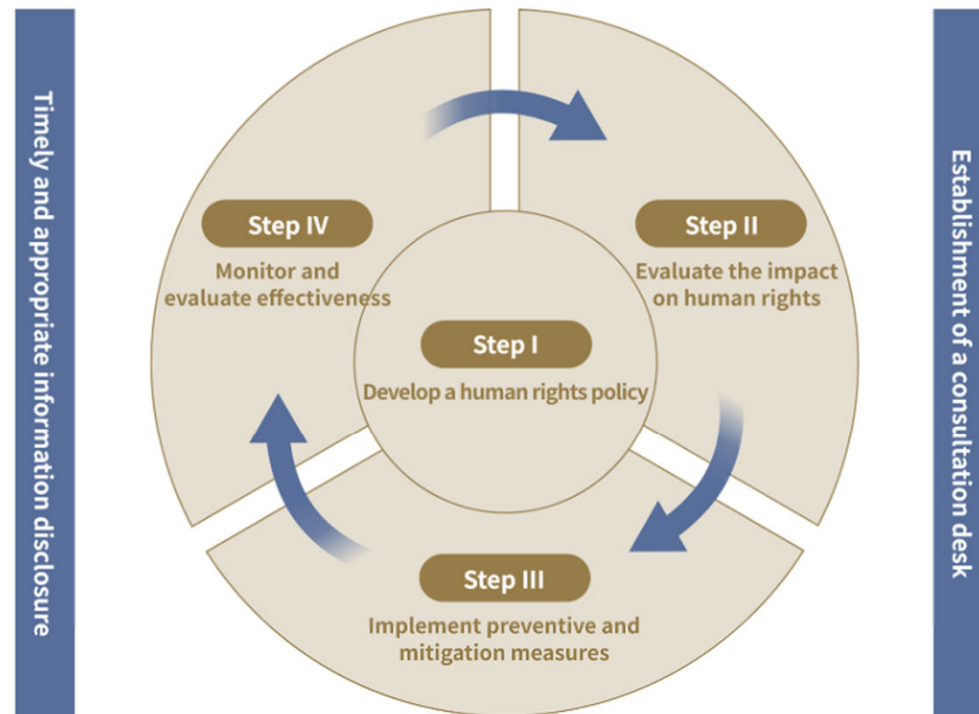 Timely and appropriate information disclosure
Step IV
Monitor and
evaluate effectiveness
Step II
Evaluate the impact
on human rights
Step I
Develop a human rights policy
Step III
Implement preventive and
mitigation measures
Establishment of a consultation desk